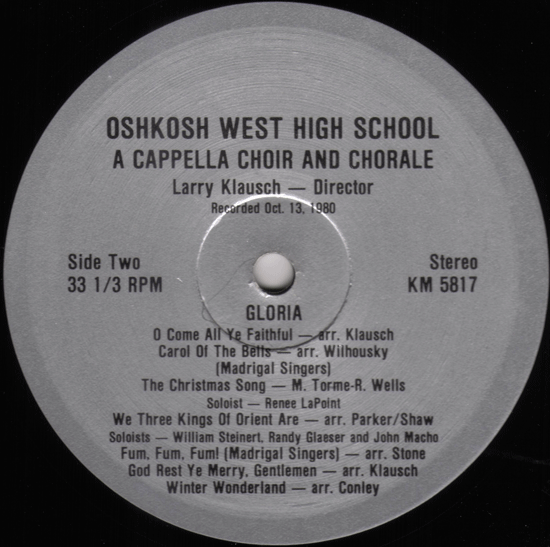 OSHKOSH WEST HIGH SCHOOL
A CAPPELLA CHOIR AND CHORALE
Larry Klausch — Director
Recorded Oct. 13, 1980
Side Two
33 1/3 RPM
Stereo
KM 5817
GLORIA
O Come All Ye Faithful — arr. Klausch
Carol Of The Bells — arr. Wilhousky
(Madrigal Singers)
The Christmas Song — M. Torme-R. Wells
Soloist — Renee LaPoint
We Three Kings Of Orient Are — arr. Parker/Shaw
Soloists — William Steinert, Randy Glaeser and John Macho
Fum, Fum, Fum! (Madrigal Singers) — arr. Stone
God Rest Ye Merry, Gentlemen — arr. Klausch
Winter Wonderland — arr. Conley